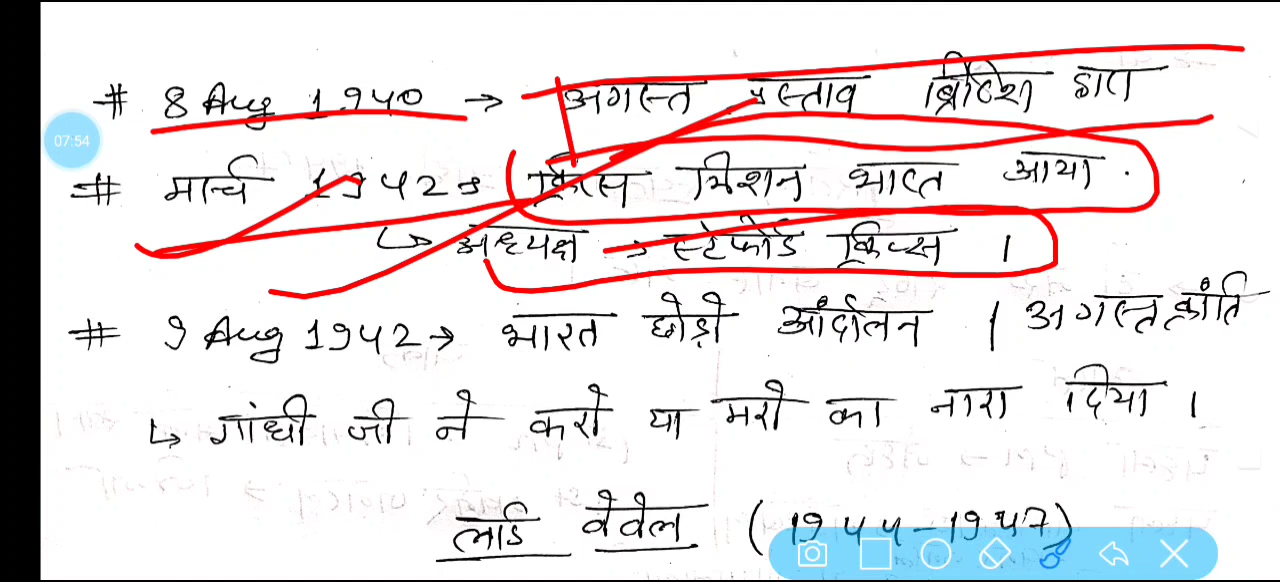 # 8 Aug 1940 → अगस्त प्रस्ताव ब्रिटिश द्वारा
07:54
# मार्च 1942 → क्रिप्स मिशन भारत आया .
↳ अध्यक्ष → स्टेफोर्ड क्रिप्स ।
# 9 Aug 1942 → भारत छोड़ो आंदोलन / अगस्त क्रांति
↳ गांधी जी ने करो या मरो का नारा दिया ।
लार्ड वेवेल (1944-1947)